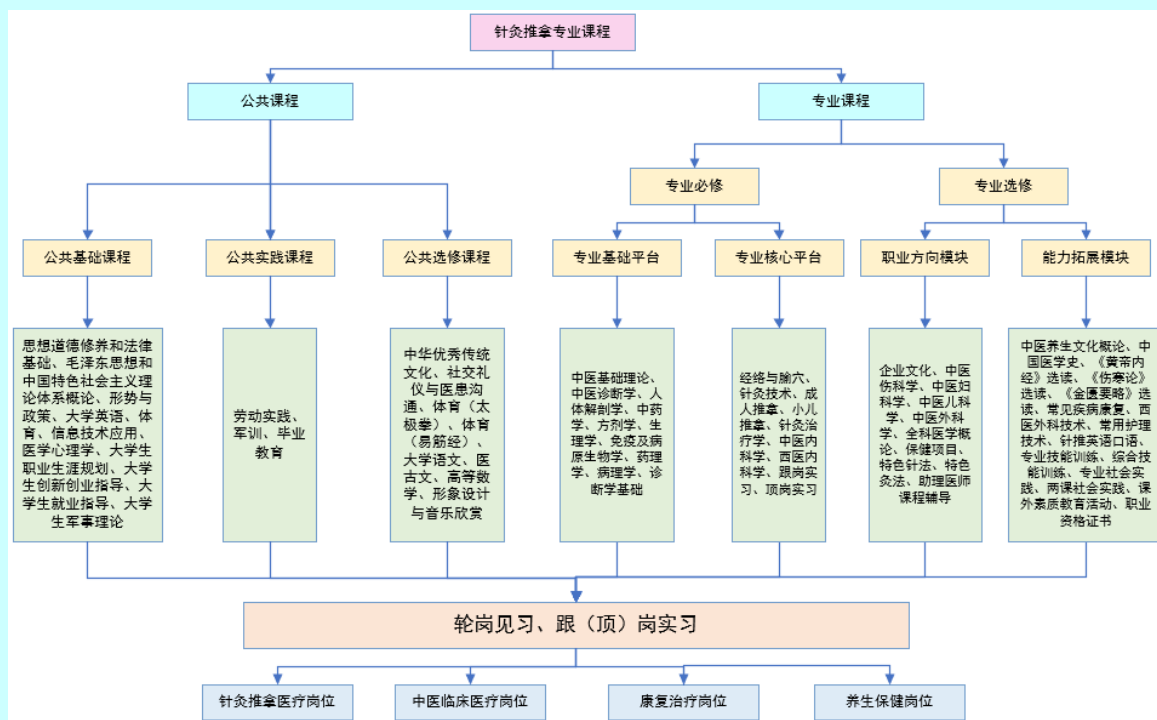 针灸推拿专业课程
公共课程
专业课程
专业必修
专业选修
公共基础课程
公共实践课程
公共选修课程
专业基础平台
专业核心平台
职业方向模块
能力拓展模块
思想道德修养和法律
基础、毛泽东思想和
中国特色社会主义理
论体系概论、形势与
政策、大学英语、体
育、信息技术应用、
医学心理学、大学生
职业生涯规划、大学
生创新创业指导、大
学生就业指导、大学
生军事理论
劳动实践、
军训、毕业
教育
中华优秀传统
文化、社交礼
仪与医患沟
通、体育（太
极拳）、体育
（易筋经）、
大学语文、医
古文、高等数
学、形象设计
与音乐欣赏
中医基础理论、
中医诊断学、人
体解剖学、中药
学、方剂学、生
理学、免疫及病
原生物学、药理
学、病理学、诊
断学基础
经络与腧穴、
针灸技术、成
人推拿、小儿
推拿、针灸治
疗学、中医内
科学、西医内
科学、跟岗实
习、顶岗实习
企业文化、中医
伤科学、中医妇
科学、中医儿科
学、中医外科
学、全科医学概
论、保健项目、
特色针法、特色
灸法、助理医师
课程辅导
中医养生文化概论、中
国医学史、《黄帝内
经》选读、《伤寒论》
选读、《金匮要略》选
读、常见疾病康复、西
医外科技术、常用护理
技术、针推英语口语、
专业技能训练、综合技
能训练、专业社会实
践、两课社会实践、课
外素质教育活动、职业
资格证书
轮岗见习、跟（顶）岗实习
针灸推拿医疗岗位
中医临床医疗岗位
康复治疗岗位
养生保健岗位